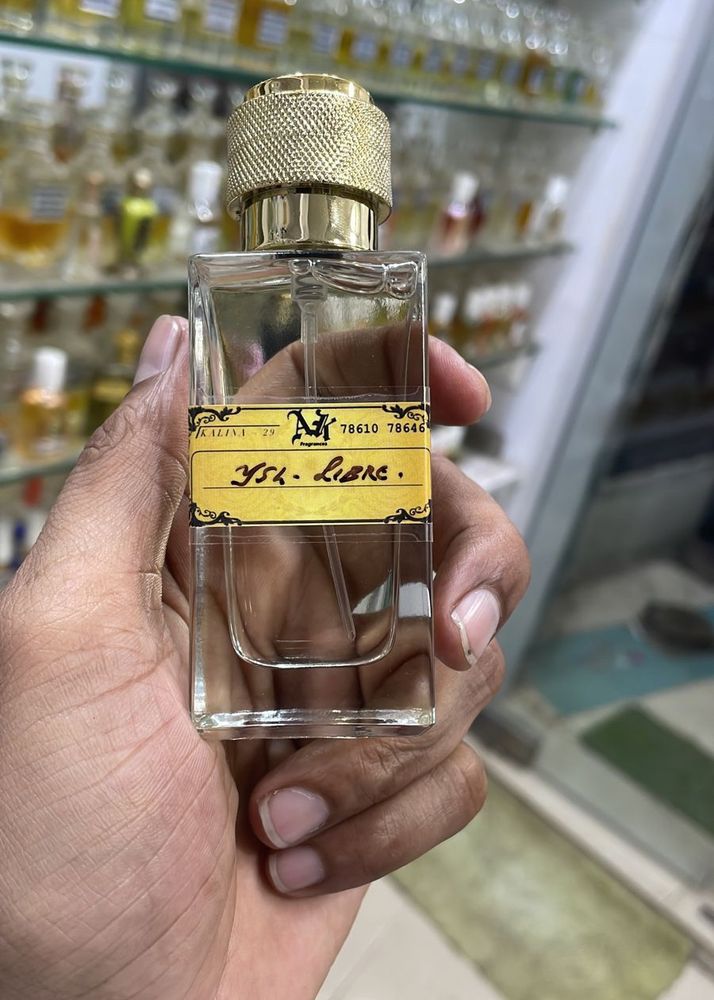 KALINA - 29 AK 78610 78646
Fragrances
YSL. LIBRE.